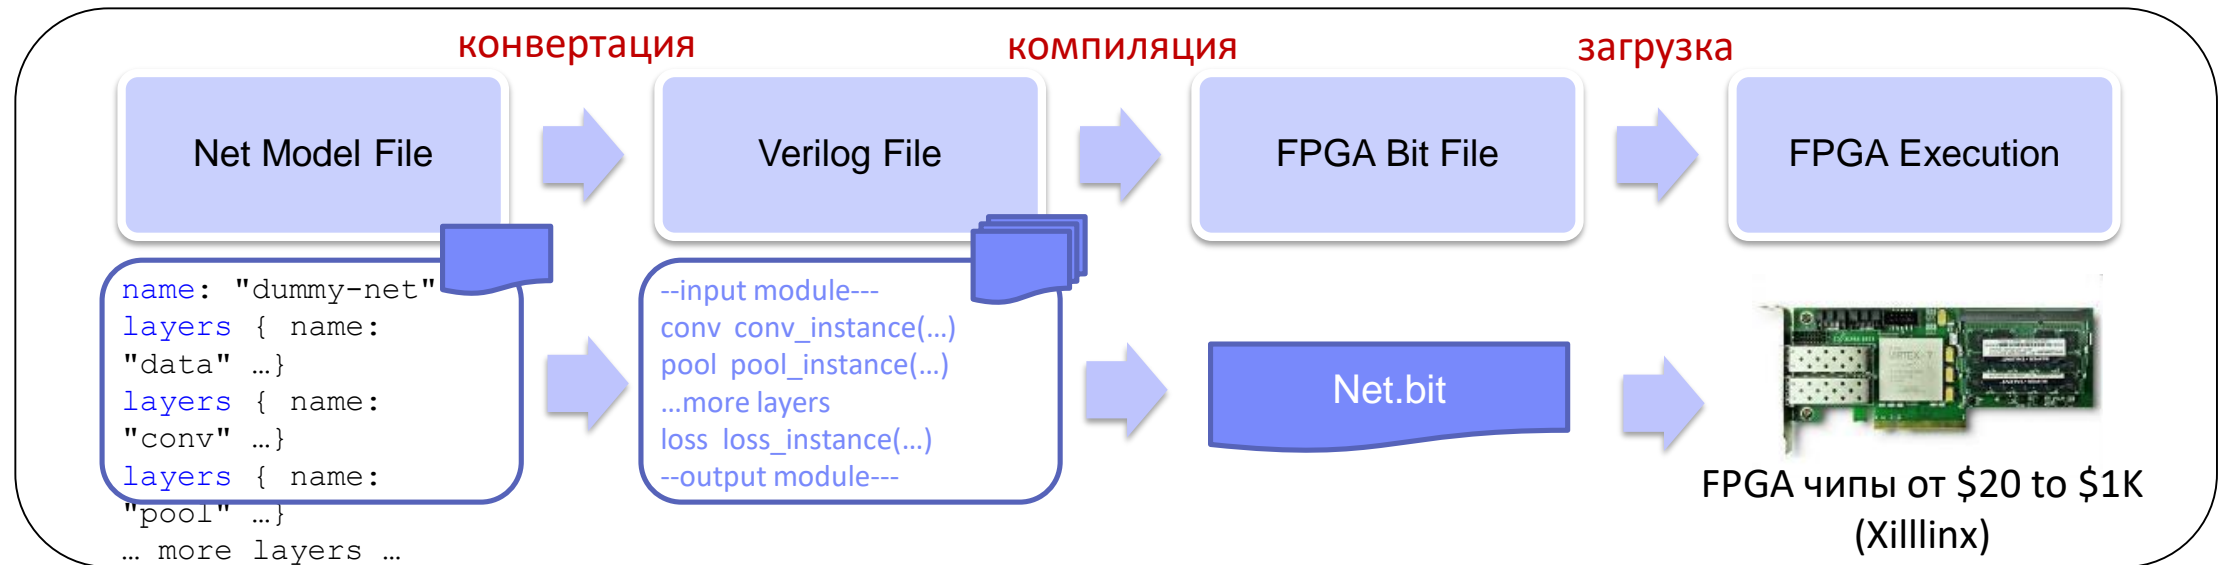 конвертация
компиляция
загрузка
Net Model File
Verilog File
FPGA Bit File
FPGA Execution
name: "dummy-net"
layers { name:
"data" …}
layers { name:
"conv" …}
layers { name:
"pool" …}
… more layers …
--input module---
conv conv_instance(…)
pool pool_instance(…)
…more layers
loss loss_instance(…)
--output module---
Net.bit
VIRTEX-7
FPGA чипы от $20 to $1K
(Xilllinx)